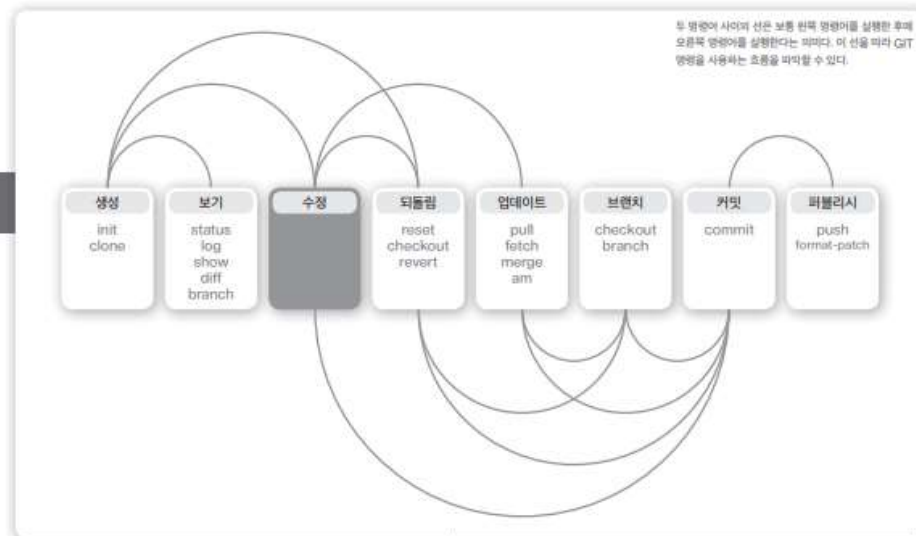 두 명령어 사이의 선은 보통 왼쪽 명령어를 실행한 후에
오른쪽 명령어를 실행한다는 의미다. 이 선을 따라 GIT
명령을 사용하는 흐름을 파악할 수 있다.
생성
init
clone
보기
status
log
show
diff
branch
수정
되돌림
reset
checkout
revert
업데이트
pull
fetch
merge
am
브랜치
checkout
branch
커밋
commit
퍼블리시
push
format-patch